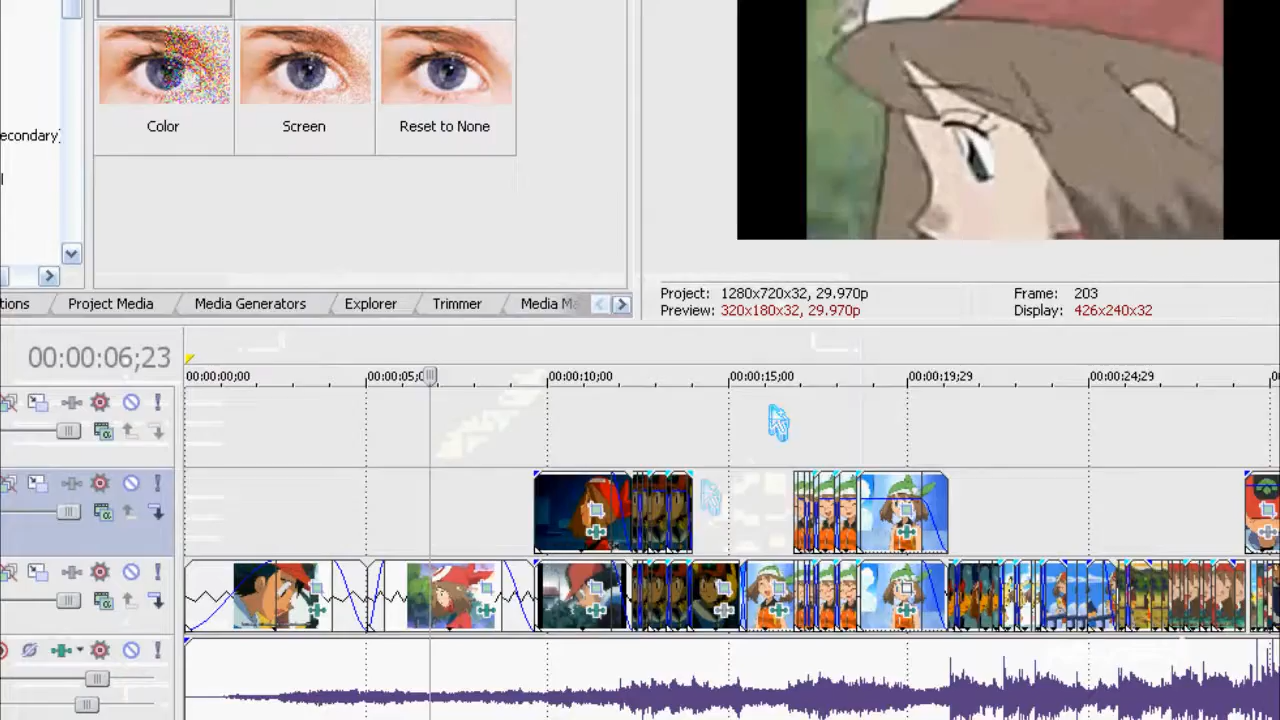 econdary)
Color
Screen
Reset to None
tions
Project Media
Media Generators
Explorer
Trimmer
Media Ma
Project: 1280x720x32, 29.970p
Frame: 203
Preview: 320x180x32, 29.970p
Display: 426x240x32
00:00:06;23
00:00:00;00
00:00:05;0
00:00:10;00
00:00:15;00
00:00:19;29
00:00:24;29